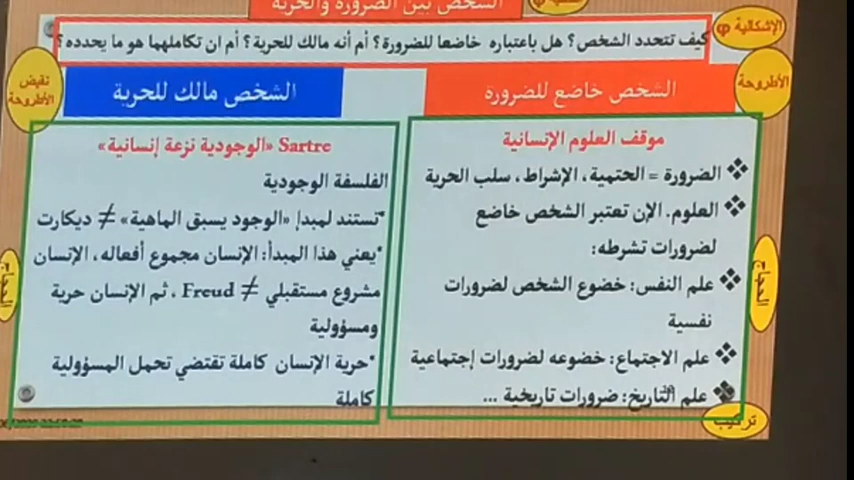 الشخص بين الضرورة والحرية
الإشكالية φ
كيف تتحدد الشخص؟ هل باعتباره خاضعا للضرورة؟ أم أنه مالك للحرية؟ أم ان تكاملهما هو ما يحدده؟
الأطروحة
الشخص خاضع للضرورة
موقف العلوم الإنسانية
الضرورة = الحتمية، الإشراط، سلب الحرية
العلوم. الإن تعتبر الشخص خاضع
لضرورات تشرطه:
علم النفس: خضوع الشخص لضرورات
نفسية
علم الاجتماع: خضوعه لضرورات إجتماعية
علم التاريخ: ضرورات تاريخية ...
الحجاج
تركيب
نقيض
الأطروحة
الشخص مالك للحرية
Sartre «الوجودية نزعة إنسانية»
الفلسفة الوجودية
•تستند لمبدإ «الوجود يسبق الماهية» ≠ ديكارت
•يعني هذا المبدأ: الإنسان مجموع أفعاله، الإنسان
مشروع مستقبلي ≠ Freud ، ثم الإنسان حرية
ومسؤولية
•حرية الإنسان كاملة تقتضي تحمل المسؤولية
كاملة
الحجاج